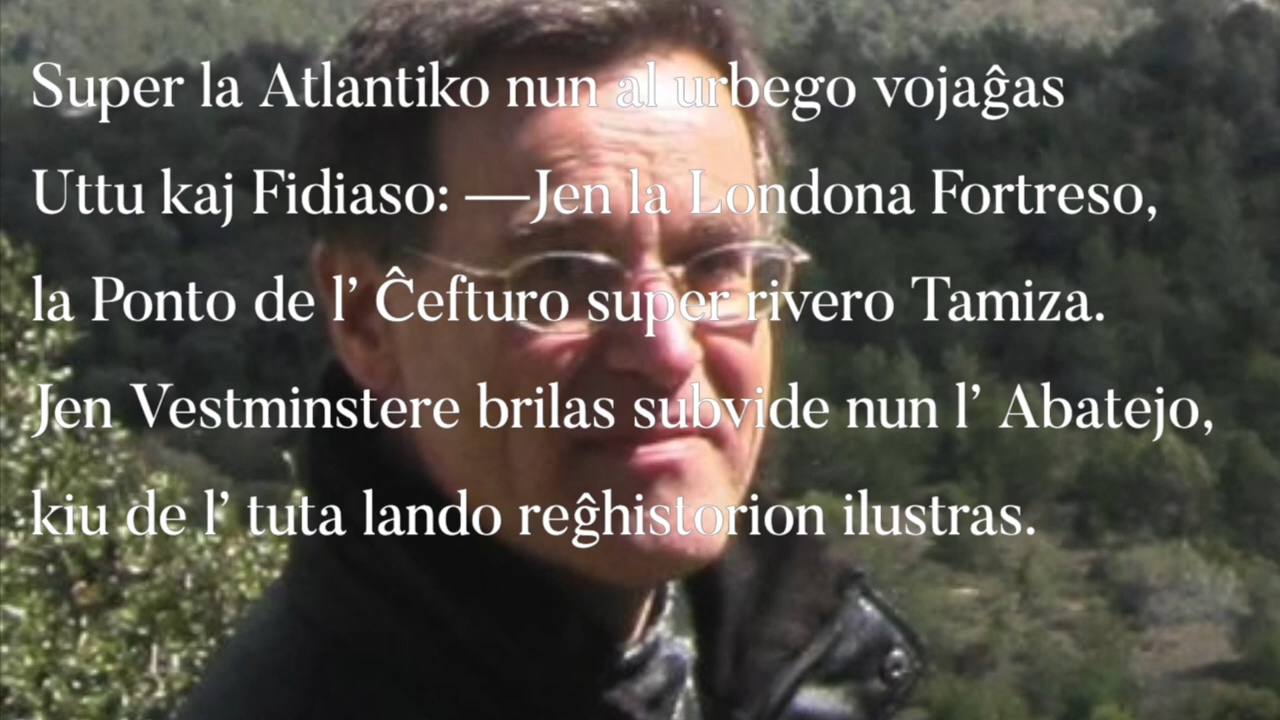 Super la Atlantiko nun al urbego vojaĝas
Uttu kaj Fidiaso: —Jen la Londona Fortreso,
la Ponto de l’ Ĉefturo super rivero Tamiza.
Jen Vestminstere brilas subvide nun l’ Abatejo,
kiu de l’ tuta lando reĝhistorion ilustras.